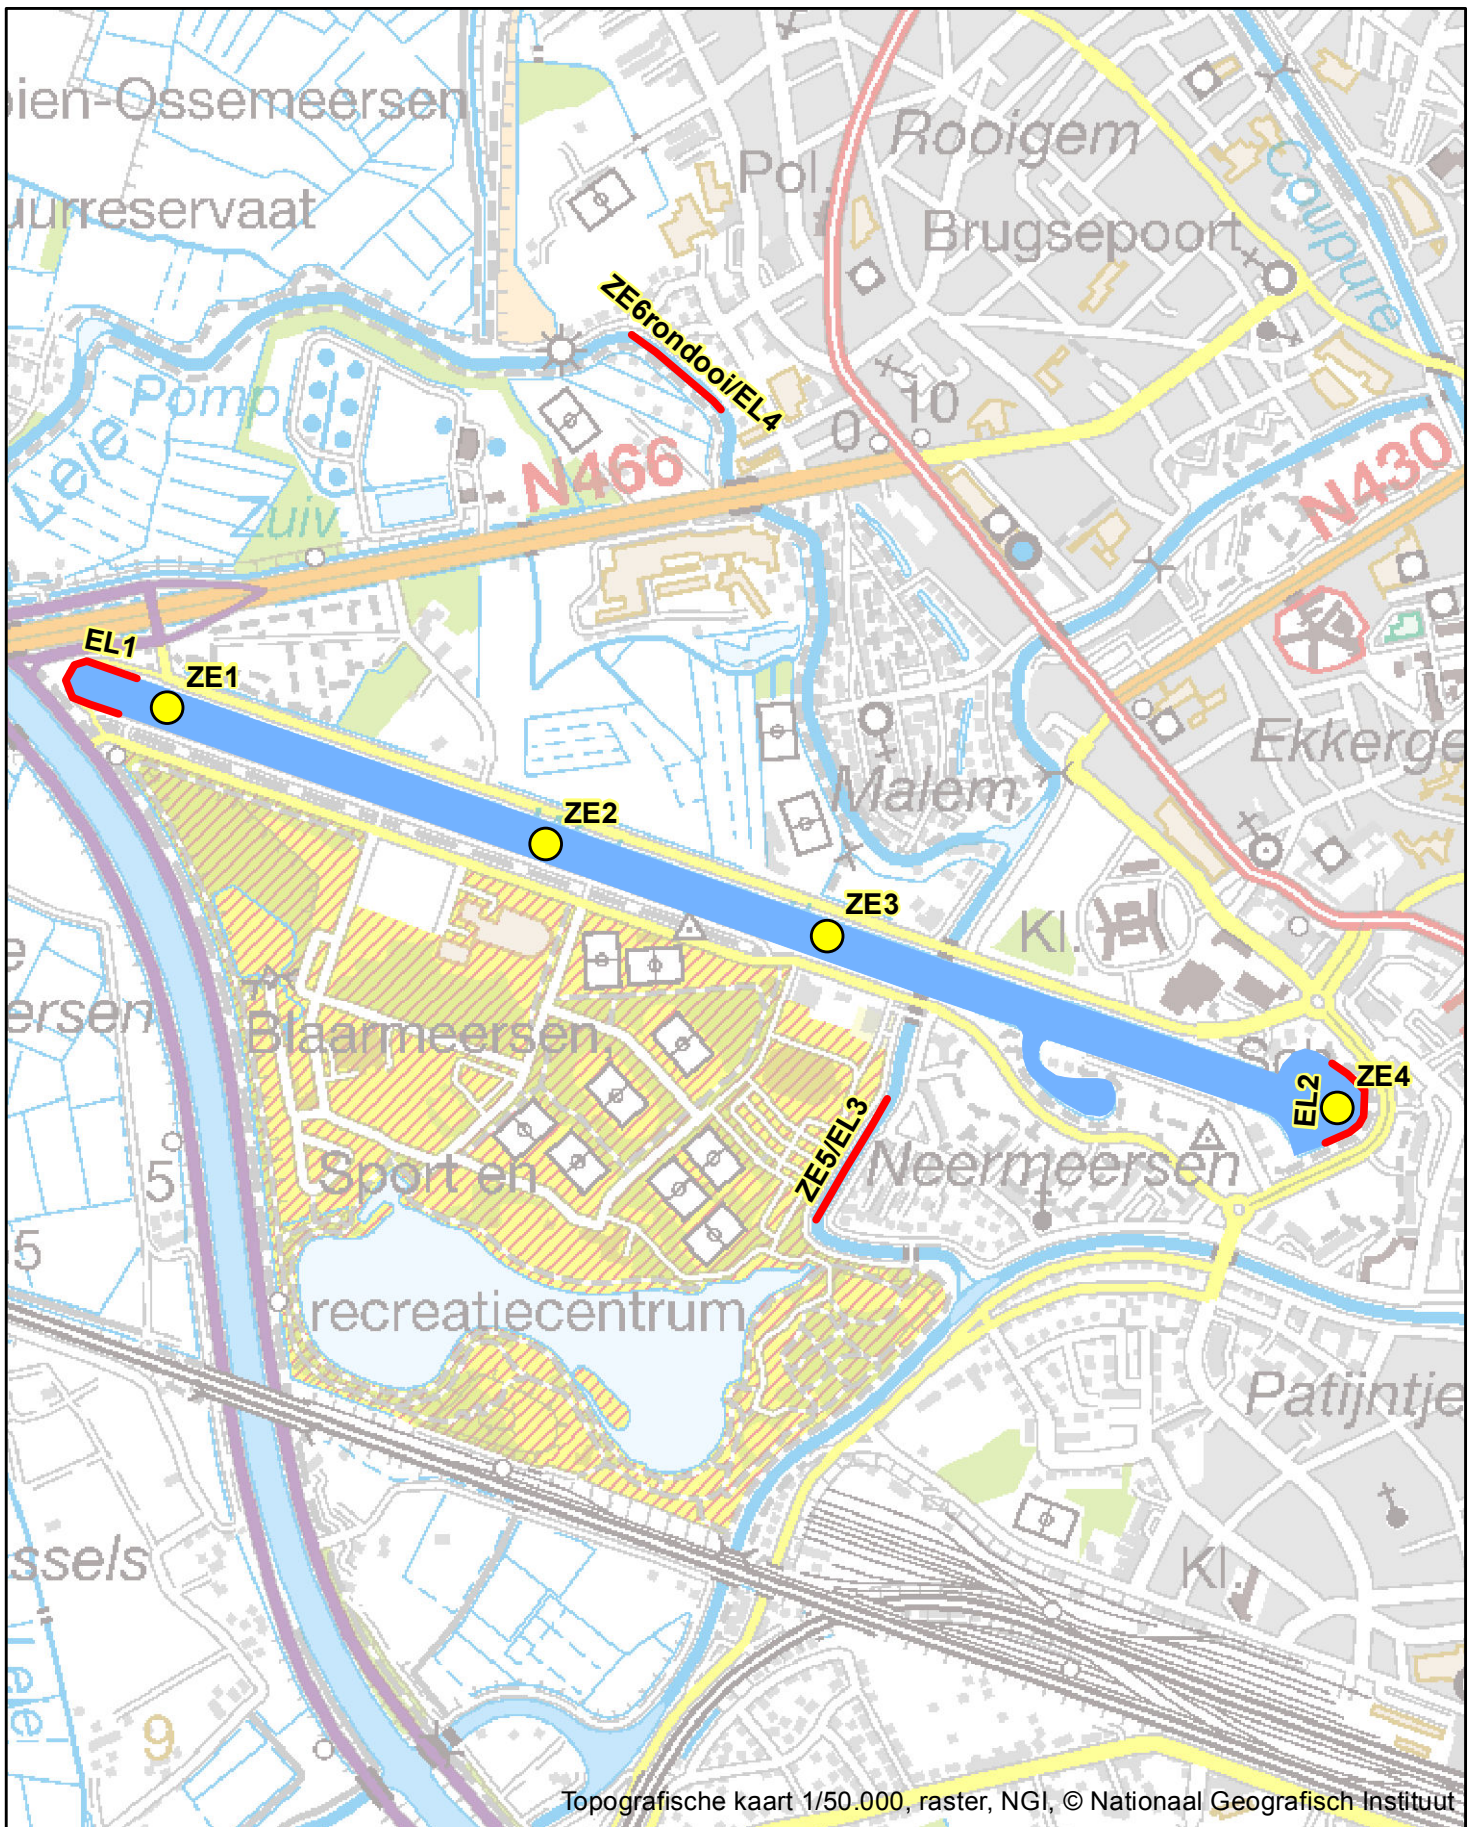 ien-Ossemeersen
uurreservaat
Rooigem
Pol.
Brugsepoort
Coupure
ZE6rondooi/EL4
Pomp
Leie
Zuiv.
N466
0
10
N430
EL1
ZE1
ZE2
ZE3
Malem
Ekkerge
Kl.
ersen
Blaarmeersen
EL2
ZE4
ZE5/EL3
Neermeersen
Sport en
5
5
recreatiecentrum
Patijntje
ssels
Kl.
9
Topografische kaart 1/50.000, raster, NGI, © Nationaal Geografisch Instituut